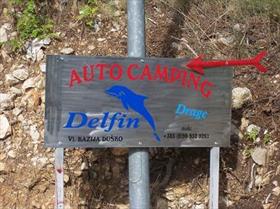 AUTO CAMPING
Delfin
Drage
VL. RAZIJA DUŠKO